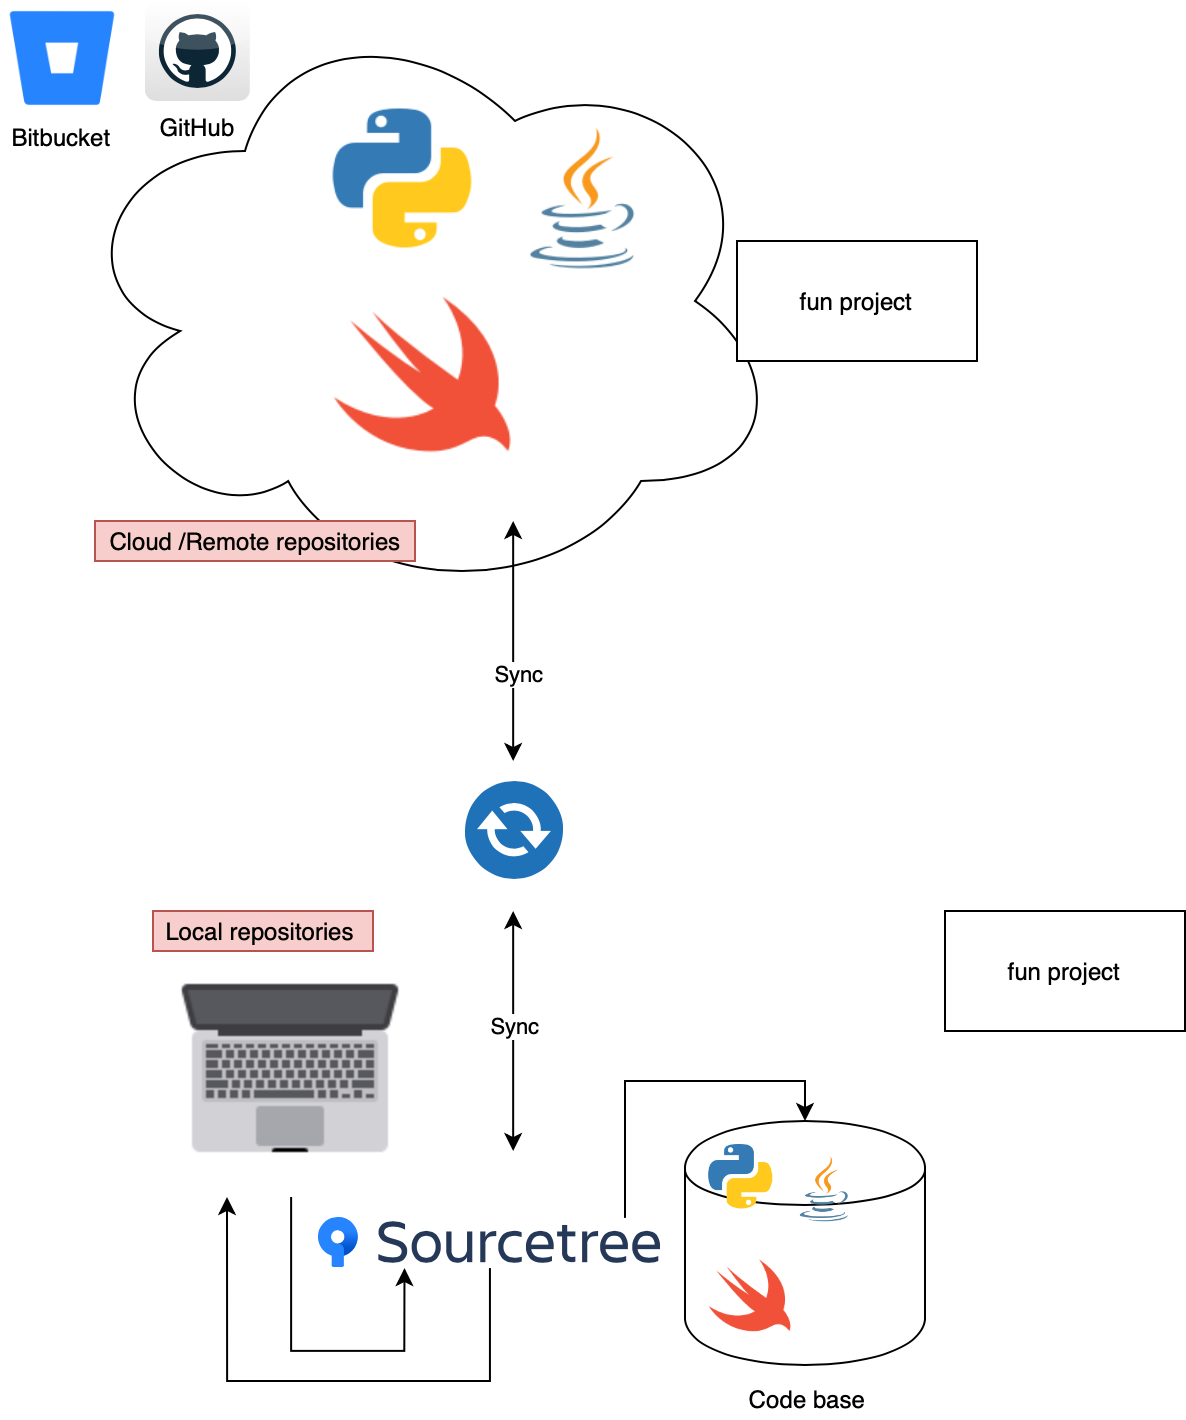 Bitbucket
GitHub
fun project
Cloud /Remote repositories
Sync
Local repositories
fun project
Sync
Sourcetree
Code base